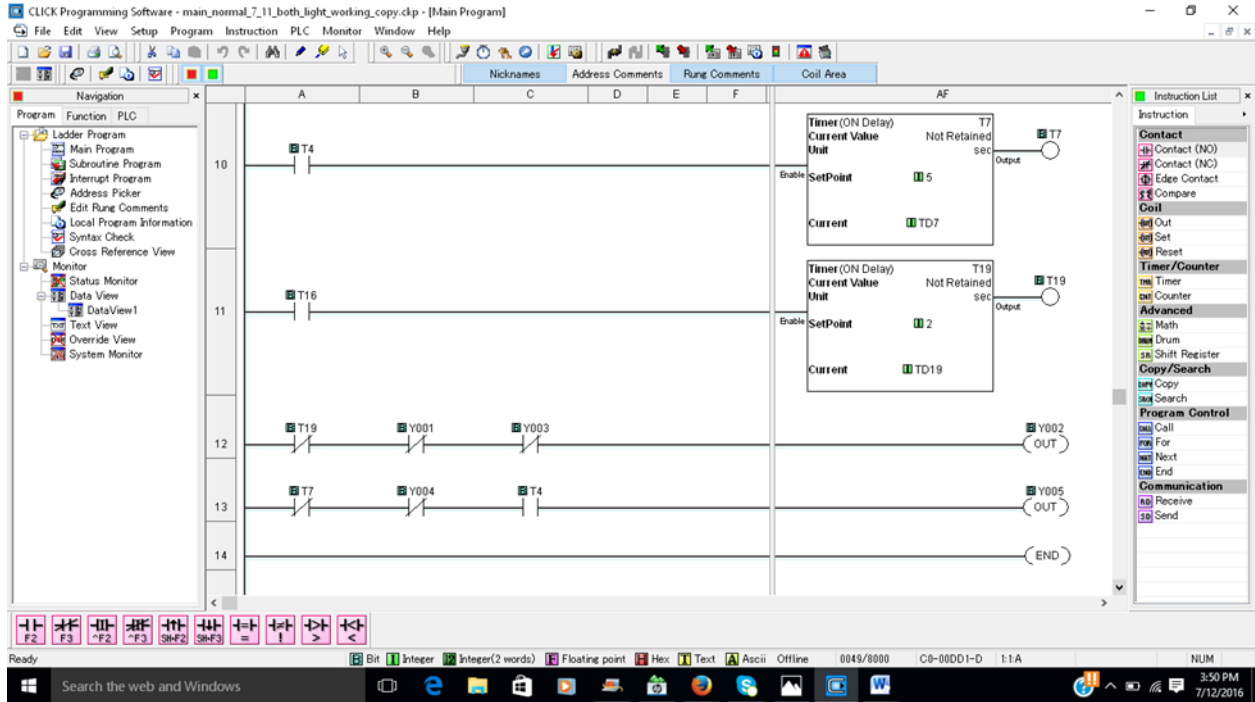 CLICK Programming Software - main_normal_7_11_both_light_working_copy.ckp - [Main Program]
File Edit View Setup Program Instruction PLC Monitor Window Help
Nicknames Address Comments Rung Comments Coil Area
Navigation
Program Function PLC
Ladder Program
Main Program
Subroutine Program
Interrupt Program
Address Picker
Edit Rung Comments
Local Program Information
Syntax Check
Cross Reference View
Monitor
Status Monitor
Data View
DataView1
Text View
Override View
System Monitor
A B C D E F AF
10
T4
Timer (ON Delay) T7
Current Value Not Retained
Unit sec
Enable SetPoint 5
Current TD7
Output
T7
11
T16
Timer (ON Delay) T19
Current Value Not Retained
Unit sec
Enable SetPoint 2
Current TD19
Output
T19
12
T19 Y001 Y003 Y002
OUT
13
T7 Y004 T4 Y005
OUT
14
END
Instruction List
Instruction
Contact
Contact (NO)
Contact (NC)
Edge Contact
Compare
Coil
Out
Set
Reset
Timer/Counter
Timer
Counter
Advanced
Math
Drum
Shift Register
Copy/Search
Copy
Search
Program Control
Call
For
Next
End
Communication
Receive
Send
F2 F3 ^F2 ^F3 SH-F2 SH-F3 = ! > <
Ready
B Bit I Integer I2 Integer(2 words) F Floating point H Hex T Text A Ascii Offline 0049/8000 C0-00DD1-D 1:1:A NUM
Search the web and Windows
3:50 PM
7/12/2016